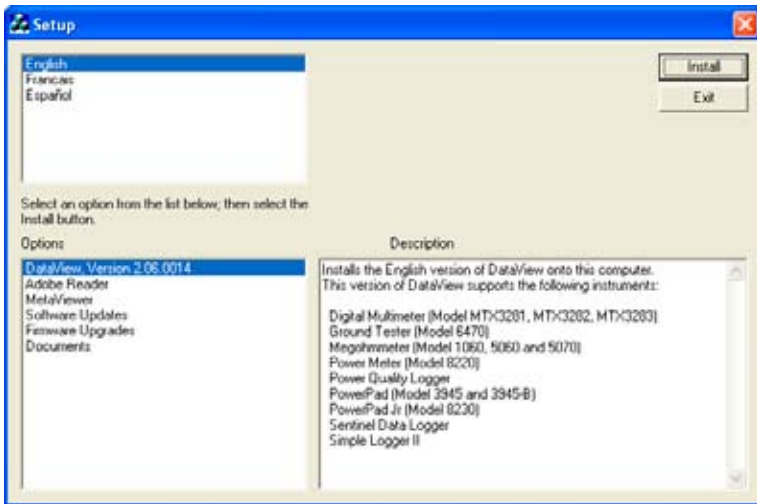 Setup
English
Francais
Español
Install
Exit
Select an option from the list below; then select the
Install button.
Options
DataView, Version 2.06.0014
Adobe Reader
MetaViewer
Software Updates
Firmware Upgrades
Documents
Description
Installs the English version of DataView onto this computer.
This version of DataView supports the following instruments:
Digital Multimeter (Model MTX3281, MTX3282, MTX3283)
Ground Tester (Model 6470)
Megohmmeter (Model 1060, 5060 and 5070)
Power Meter (Model 8220)
Power Quality Logger
PowerPad (Model 3945 and 3945-B)
PowerPad Jr (Model 8230)
Sentinel Data Logger
Simple Logger II